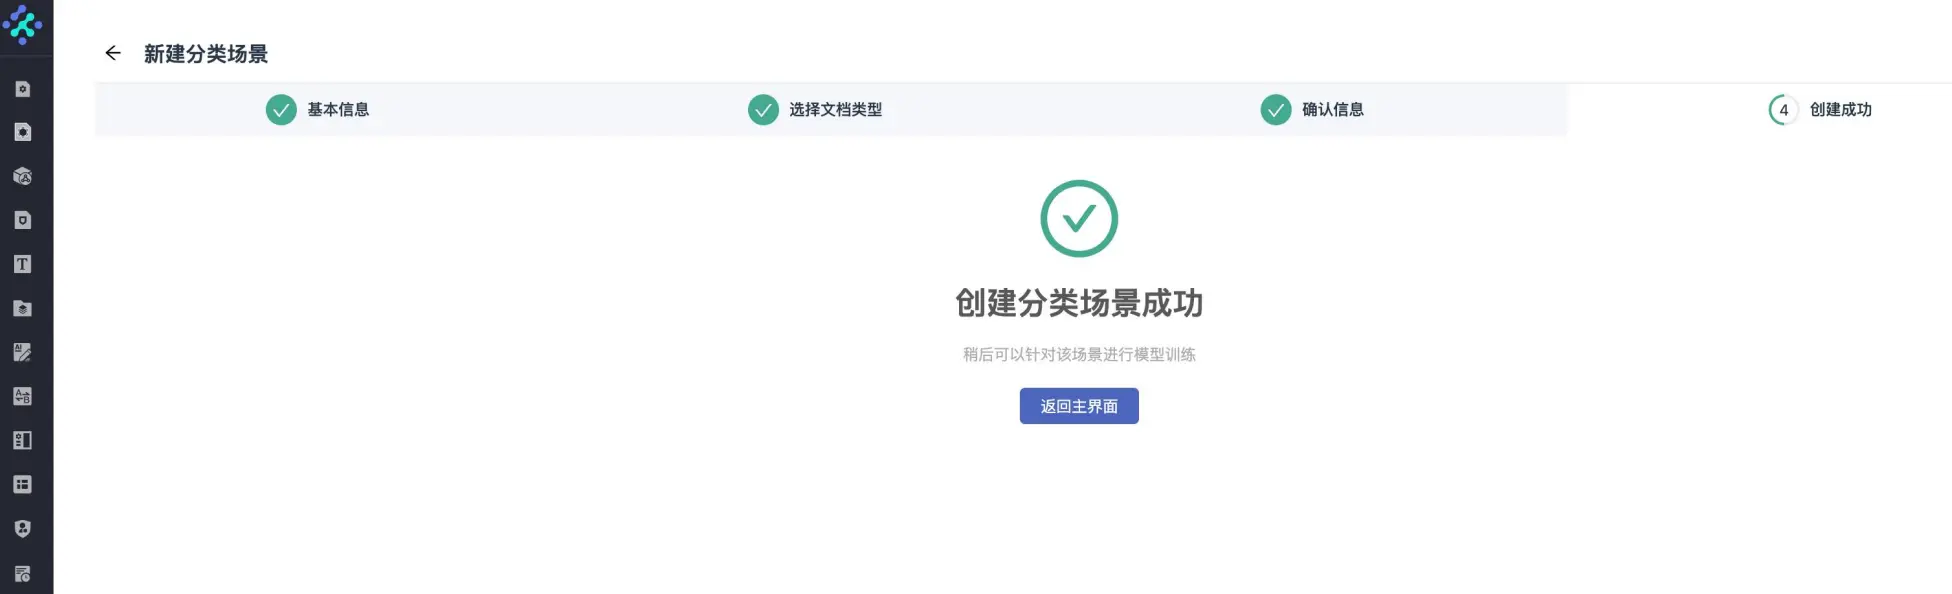 新建分类场景
基本信息
选择文档类型
确认信息
4 创建成功
创建分类场景成功
稍后可以针对该场景进行模型训练
返回主界面